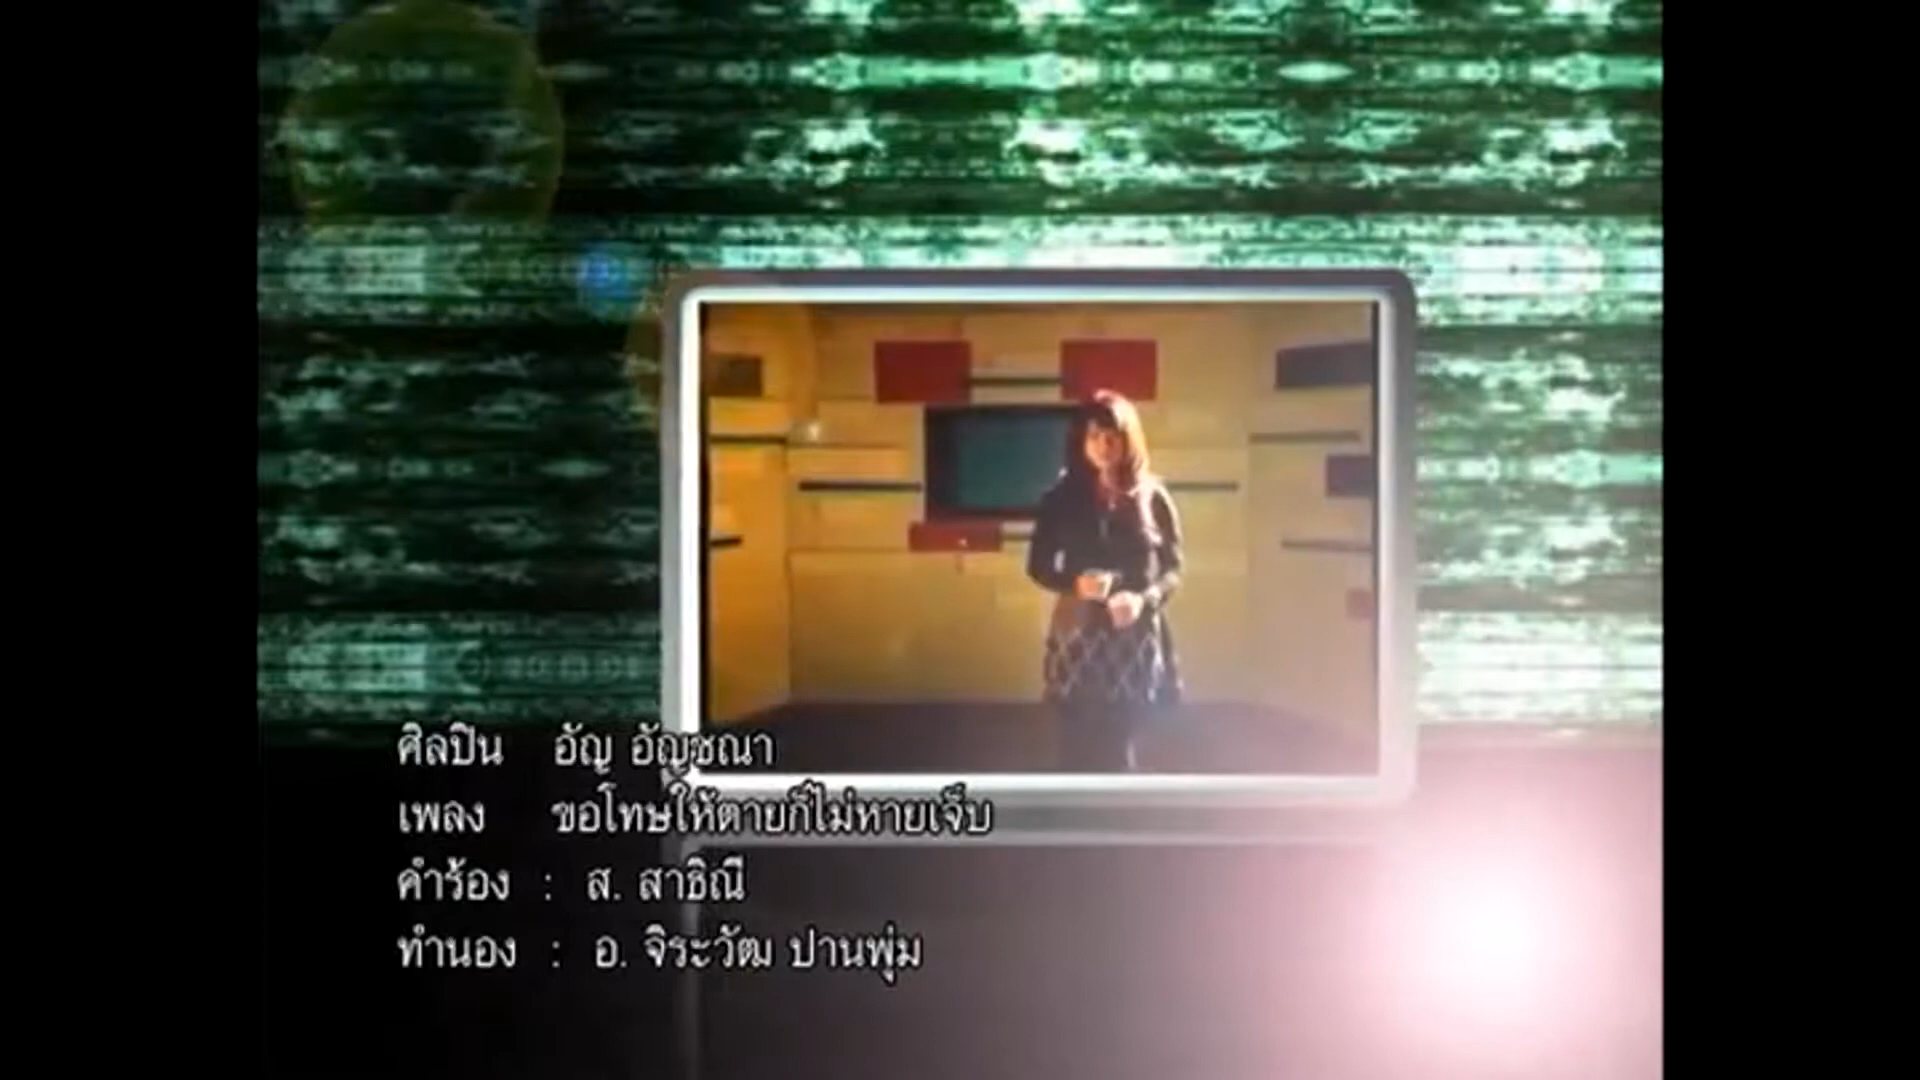 ศิลปิน อัญ อัญชณา
เพลง ขอโทษให้ตายก็ไม่หายเจ็บ
คำร้อง : ส. สาธิณี
ทำนอง : อ. จิระวัฒ ปานพุ่ม